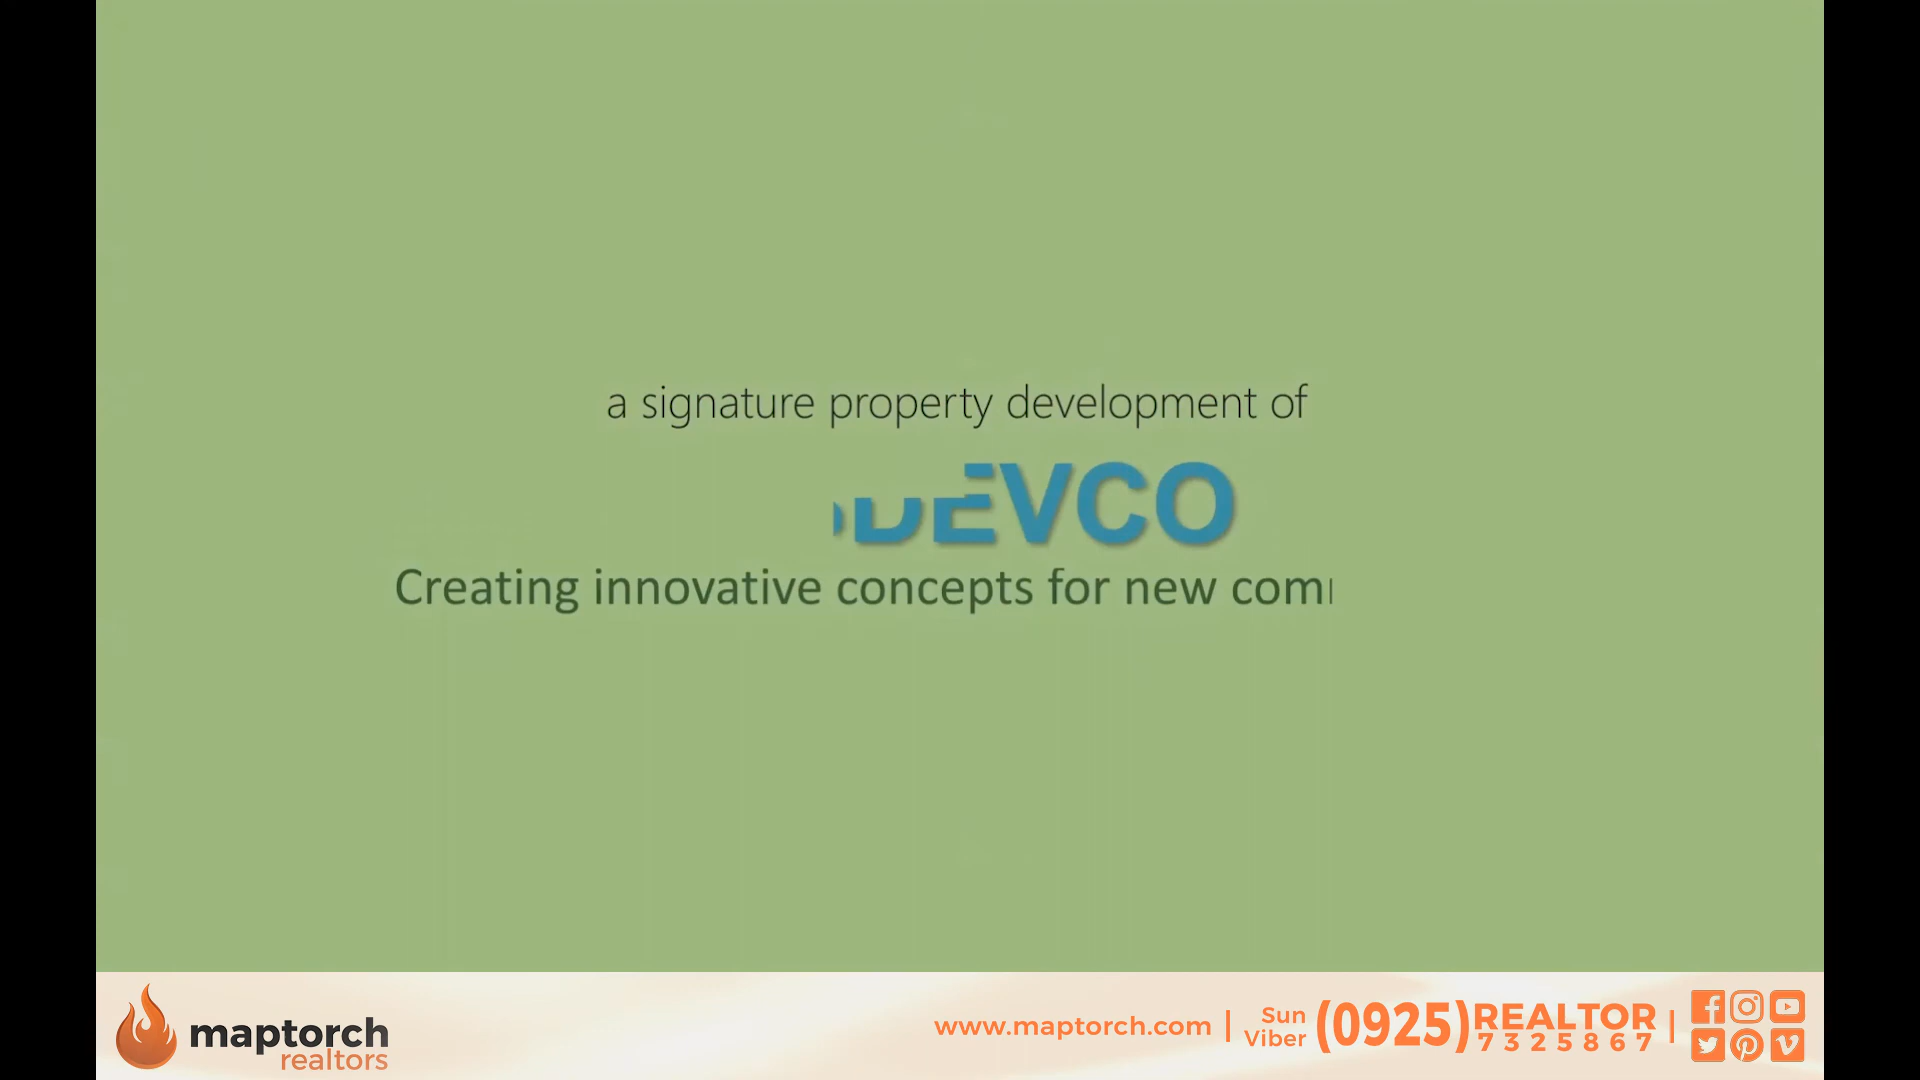 a signature property development of
DEVCO
Creating innovative concepts for new com
maptorch
realtors
www.maptorch.com | Sun Viber (0925) REALTOR |
7325867